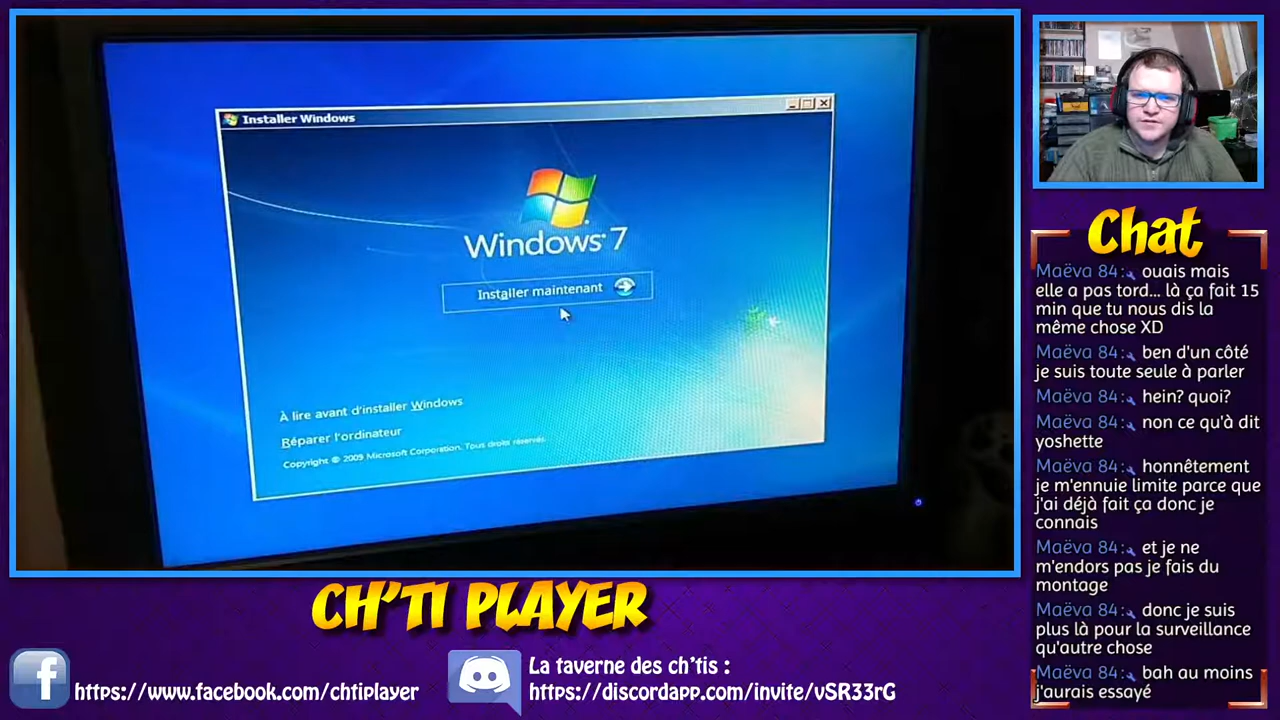 Installer Windows
Windows 7
Installer maintenant
À lire avant d'installer Windows
Réparer l'ordinateur
Copyright © 2009 Microsoft Corporation. Tous droits réservés.
Chat
Maëva 84: ouais mais
elle a pas tord... là ça fait 15
min que tu nous dis la
même chose XD
Maëva 84: ben d'un côté
je suis toute seule à parler
Maëva 84: hein? quoi?
Maëva 84: non ce qu'à dit
yoshette
Maëva 84: honnêtement
je m'ennuie limite parce que
j'ai déjà fait ça donc je
connais
Maëva 84: et je ne
m'endors pas je fais du
montage
Maëva 84: donc je suis
plus là pour la surveillance
qu'autre chose
Maëva 84: bah au moins
j'aurais essayé
CH'TI PLAYER
https://www.facebook.com/chtiplayer
La taverne des ch'tis :
https://discordapp.com/invite/vSR33rG